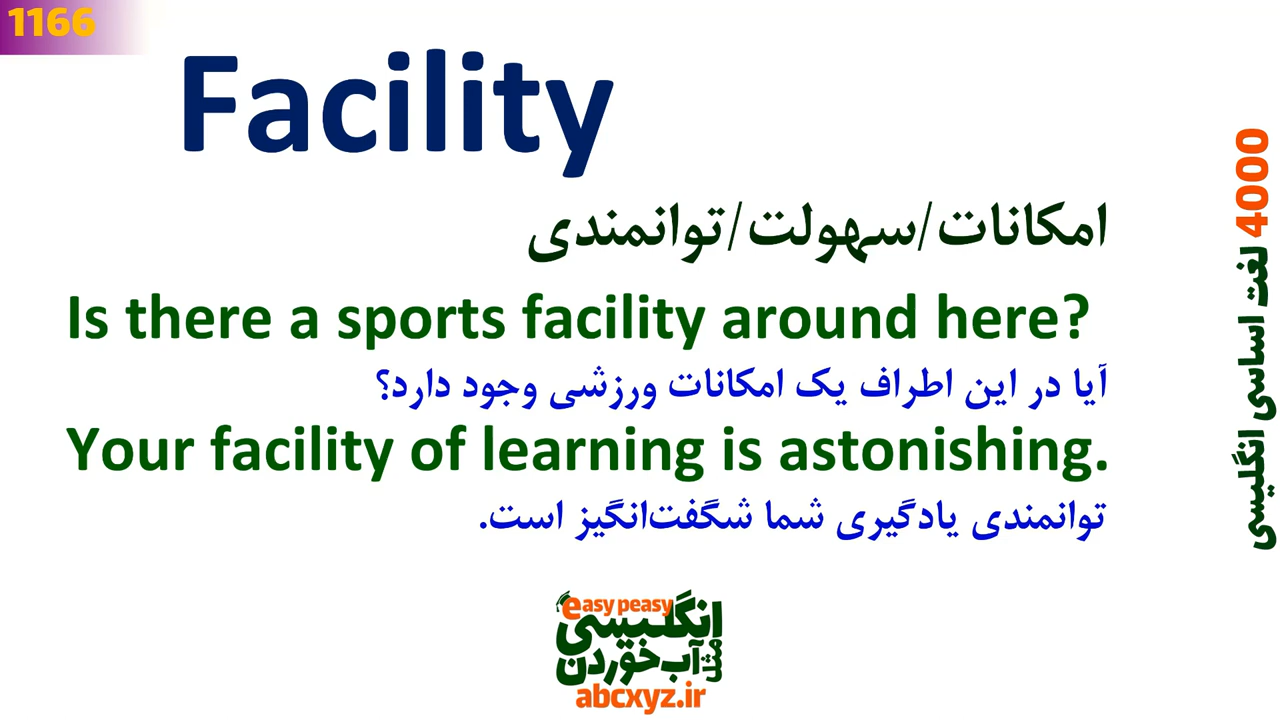 1166
Facility
امکانات/سهولت/توانمندی
Is there a sports facility around here?
آیا در این اطراف یک امکانات ورزشی وجود دارد؟
Your facility of learning is astonishing.
توانمندی یادگیری شما شگفت‌انگیز است.
4000 لغت اساسی انگلیسی
easy peasy
انگلیسی
مثل آب خوردن
abcxyz.ir